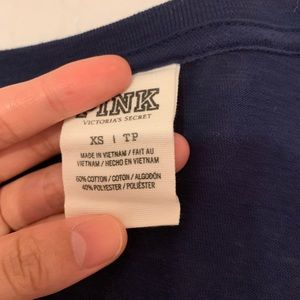 PINK
VICTORIA'S SECRET
XS | TP
MADE IN VIETNAM / FAIT AU
VIETNAM / HECHO EN VIETNAM
60% COTTON / COTON / ALGODÓN
40% POLYESTER / POLIÉSTER